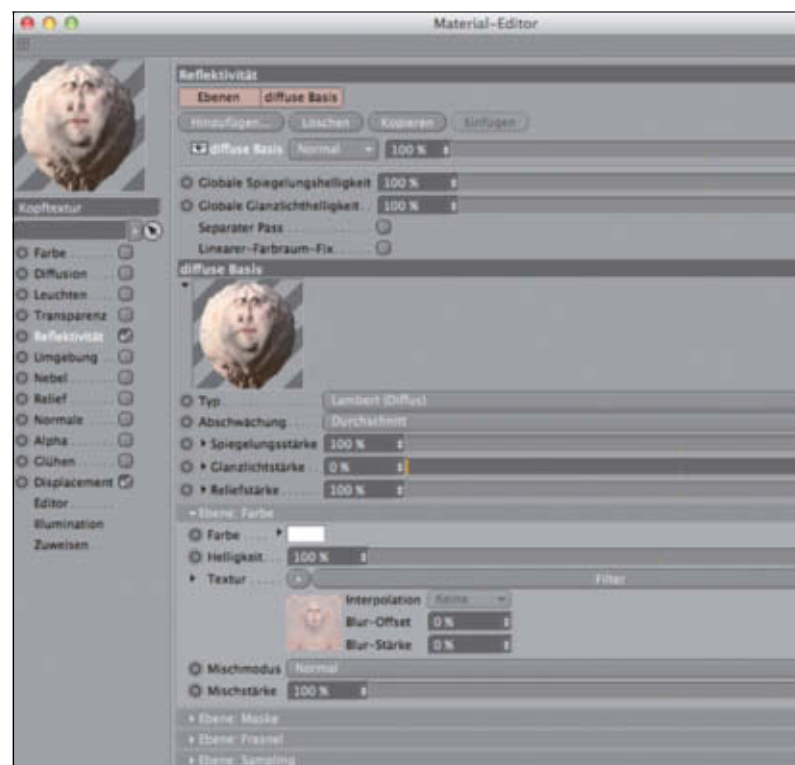 Material-Editor
Kopftextur
Farbe
Diffusion
Leuchten
Transparenz
Reflektivität
Umgebung
Nebel
Relief
Normale
Alpha
Glühen
Displacement
Editor
Illumination
Zuweisen
Reflektivität
Ebenen diffuse Basis
Hinzufügen... Löschen Kopieren Einfügen
diffuse Basis Normal 100 %
Globale Spiegelungshelligkeit 100 %
Globale Glanzlichthelligkeit 100 %
Separater Pass
Linearer-Farbraum-Fix
diffuse Basis
Typ Lambert (Diffus)
Abschwächung Durchschnitt
Spiegelungsstärke 100 %
Glanzlichtstärke 0 %
Reliefstärke 100 %
Ebene: Farbe
Farbe
Helligkeit 100 %
Textur Filter
Interpolation Keine
Blur-Offset 0 %
Blur-Stärke 0 %
Mischmodus Normal
Mischstärke 100 %
Ebene: Maske
Ebene: Fresnel
Ebene: Sampling